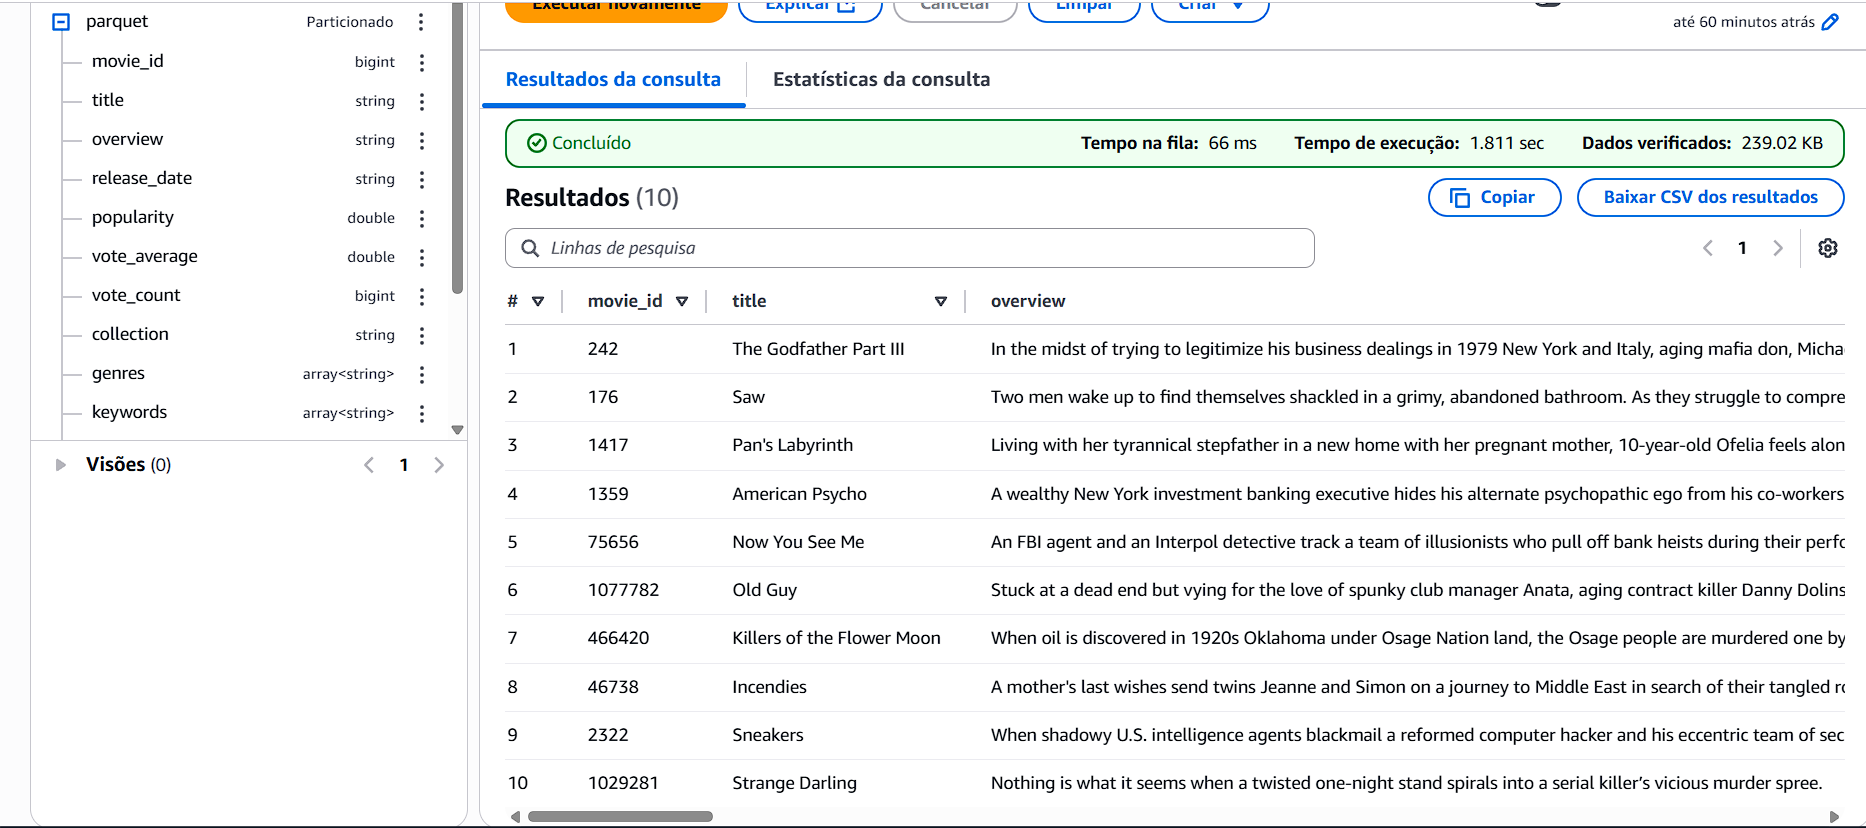 parquet Particionado
movie_id bigint
title string
overview string
release_date string
popularity double
vote_average double
vote_count bigint
collection string
genres array<string>
keywords array<string>
Visões (0) 1
Executar novamente Explicar Cancelar Limpar Criar
até 60 minutos atrás
Resultados da consulta Estatísticas da consulta
Concluído Tempo na fila: 66 ms Tempo de execução: 1.811 sec Dados verificados: 239.02 KB
Resultados (10) Copiar Baixar CSV dos resultados
Linhas de pesquisa 1
# movie_id title overview
1 242 The Godfather Part III In the midst of trying to legitimize his business dealings in 1979 New York and Italy, aging mafia don, Micha
2 176 Saw Two men wake up to find themselves shackled in a grimy, abandoned bathroom. As they struggle to compre
3 1417 Pan's Labyrinth Living with her tyrannical stepfather in a new home with her pregnant mother, 10-year-old Ofelia feels alon
4 1359 American Psycho A wealthy New York investment banking executive hides his alternate psychopathic ego from his co-workers
5 75656 Now You See Me An FBI agent and an Interpol detective track a team of illusionists who pull off bank heists during their perfo
6 1077782 Old Guy Stuck at a dead end but vying for the love of spunky club manager Anata, aging contract killer Danny Dolins
7 466420 Killers of the Flower Moon When oil is discovered in 1920s Oklahoma under Osage Nation land, the Osage people are murdered one by
8 46738 Incendies A mother's last wishes send twins Jeanne and Simon on a journey to Middle East in search of their tangled ro
9 2322 Sneakers When shadowy U.S. intelligence agents blackmail a reformed computer hacker and his eccentric team of sec
10 1029281 Strange Darling Nothing is what it seems when a twisted one-night stand spirals into a serial killer’s vicious murder spree.